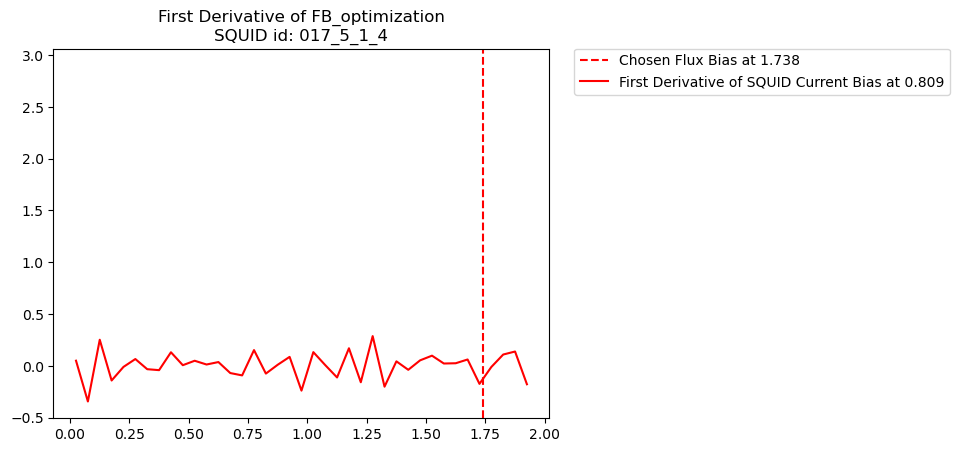 First Derivative of FB_optimization
SQUID id: 017_5_1_4
Chosen Flux Bias at 1.738
First Derivative of SQUID Current Bias at 0.809
3.0
2.5
2.0
1.5
1.0
0.5
0.0
−0.5
0.00 0.25 0.50 0.75 1.00 1.25 1.50 1.75 2.00